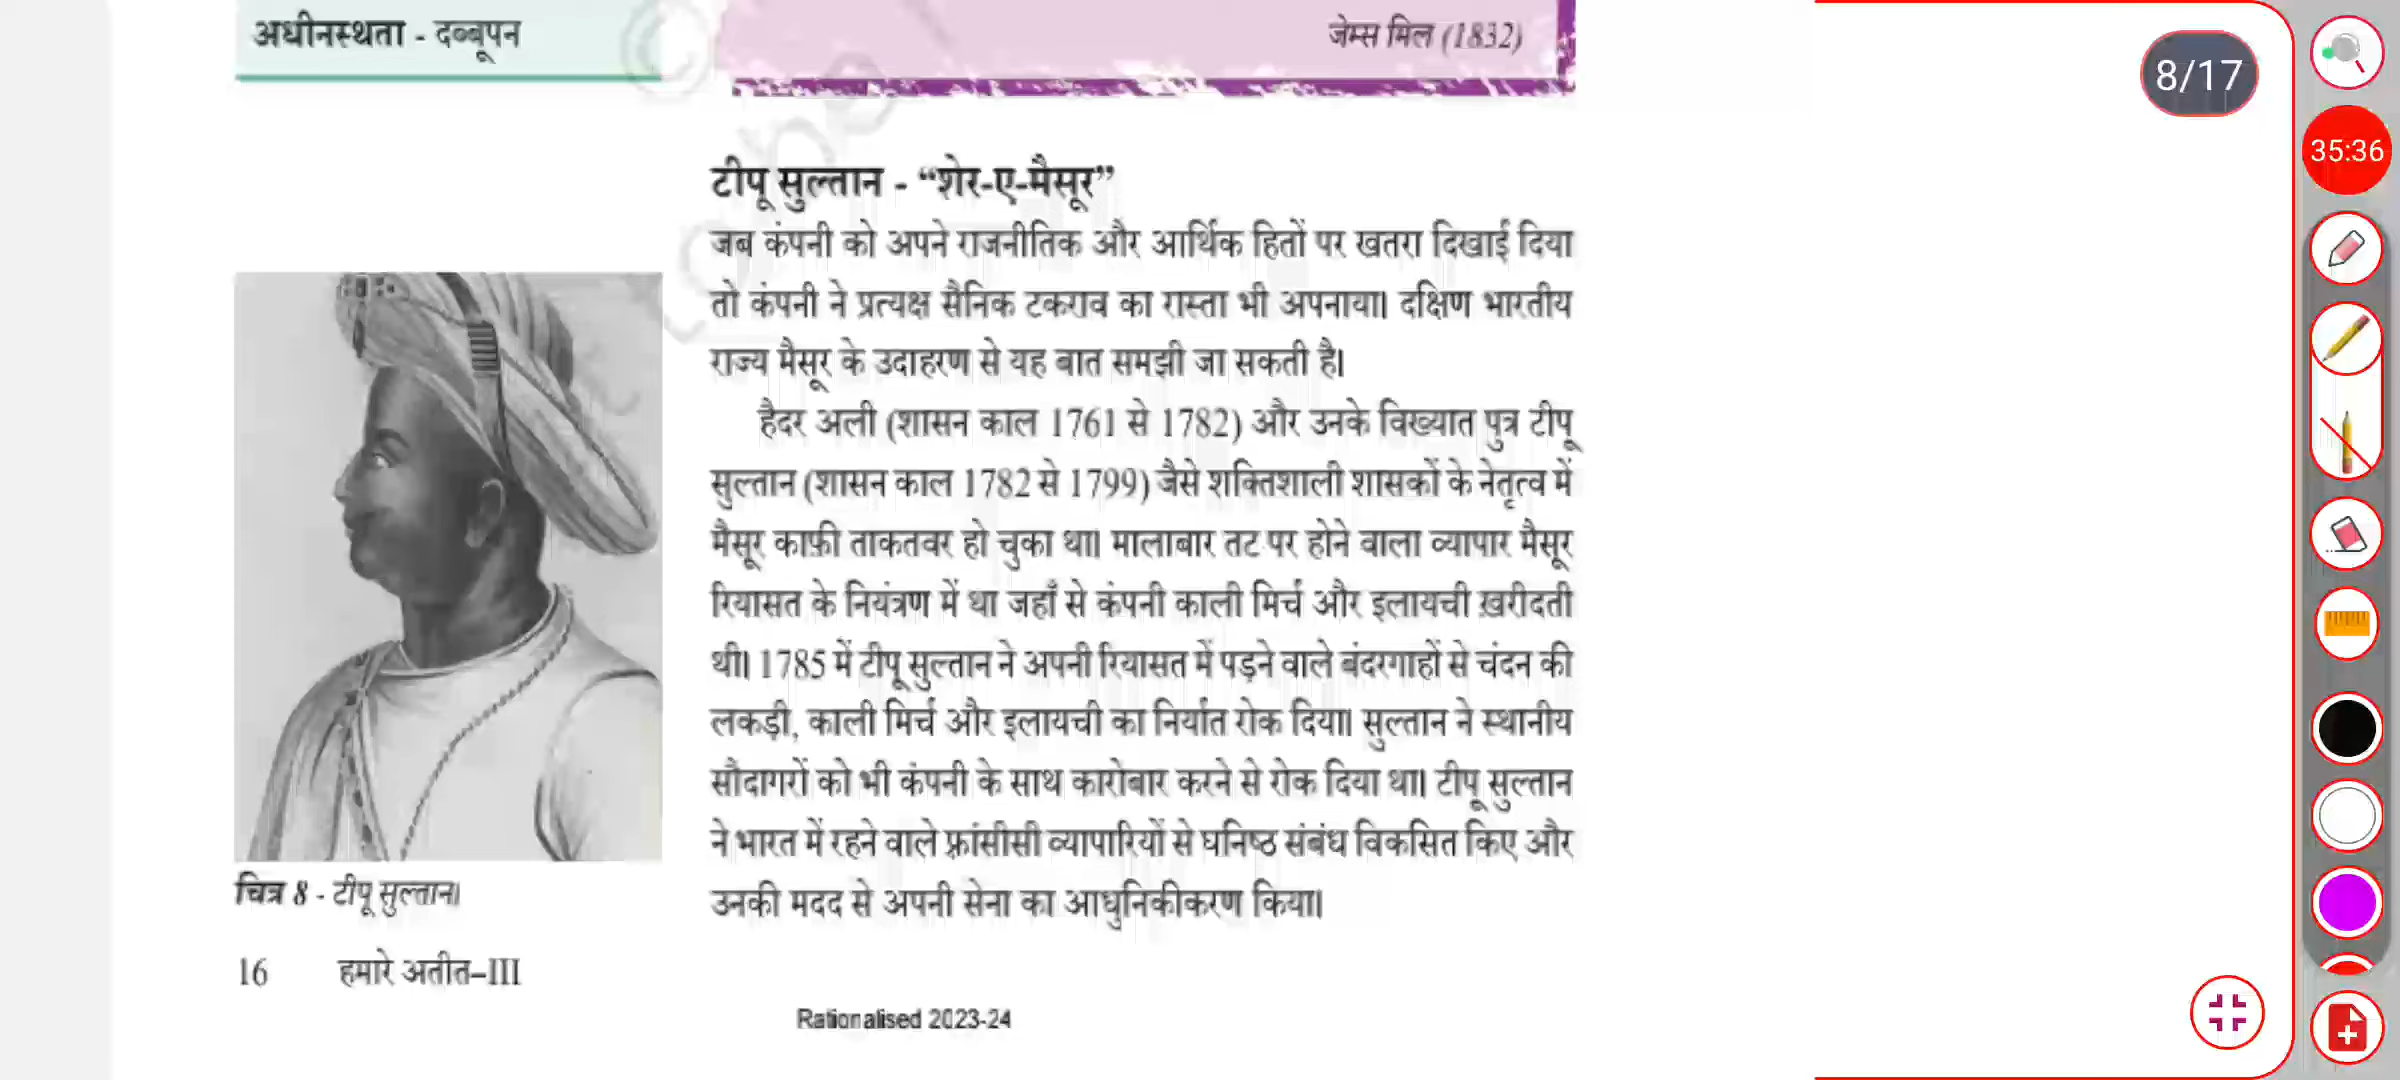 अधीनस्थता - दब्बूपन
जेम्स मिल (1832)
8/17
35:36
टीपू सुल्तान - “शेर-ए-मैसूर”
जब कंपनी को अपने राजनीतिक और आर्थिक हितों पर खतरा दिखाई दिया
तो कंपनी ने प्रत्यक्ष सैनिक टकराव का रास्ता भी अपनाया। दक्षिण भारतीय
राज्य मैसूर के उदाहरण से यह बात समझी जा सकती है।
हैदर अली (शासन काल 1761 से 1782) और उनके विख्यात पुत्र टीपू
सुल्तान (शासन काल 1782 से 1799) जैसे शक्तिशाली शासकों के नेतृत्व में
मैसूर काफ़ी ताकतवर हो चुका था। मालाबार तट पर होने वाला व्यापार मैसूर
रियासत के नियंत्रण में था जहाँ से कंपनी काली मिर्च और इलायची ख़रीदती
थी। 1785 में टीपू सुल्तान ने अपनी रियासत में पड़ने वाले बंदरगाहों से चंदन की
लकड़ी, काली मिर्च और इलायची का निर्यात रोक दिया। सुल्तान ने स्थानीय
सौदागरों को भी कंपनी के साथ कारोबार करने से रोक दिया था। टीपू सुल्तान
ने भारत में रहने वाले फ़्रांसीसी व्यापारियों से घनिष्ठ संबंध विकसित किए और
उनकी मदद से अपनी सेना का आधुनिकीकरण किया।
चित्र 8 - टीपू सुल्तान।
16 हमारे अतीत–III
Rationalised 2023-24